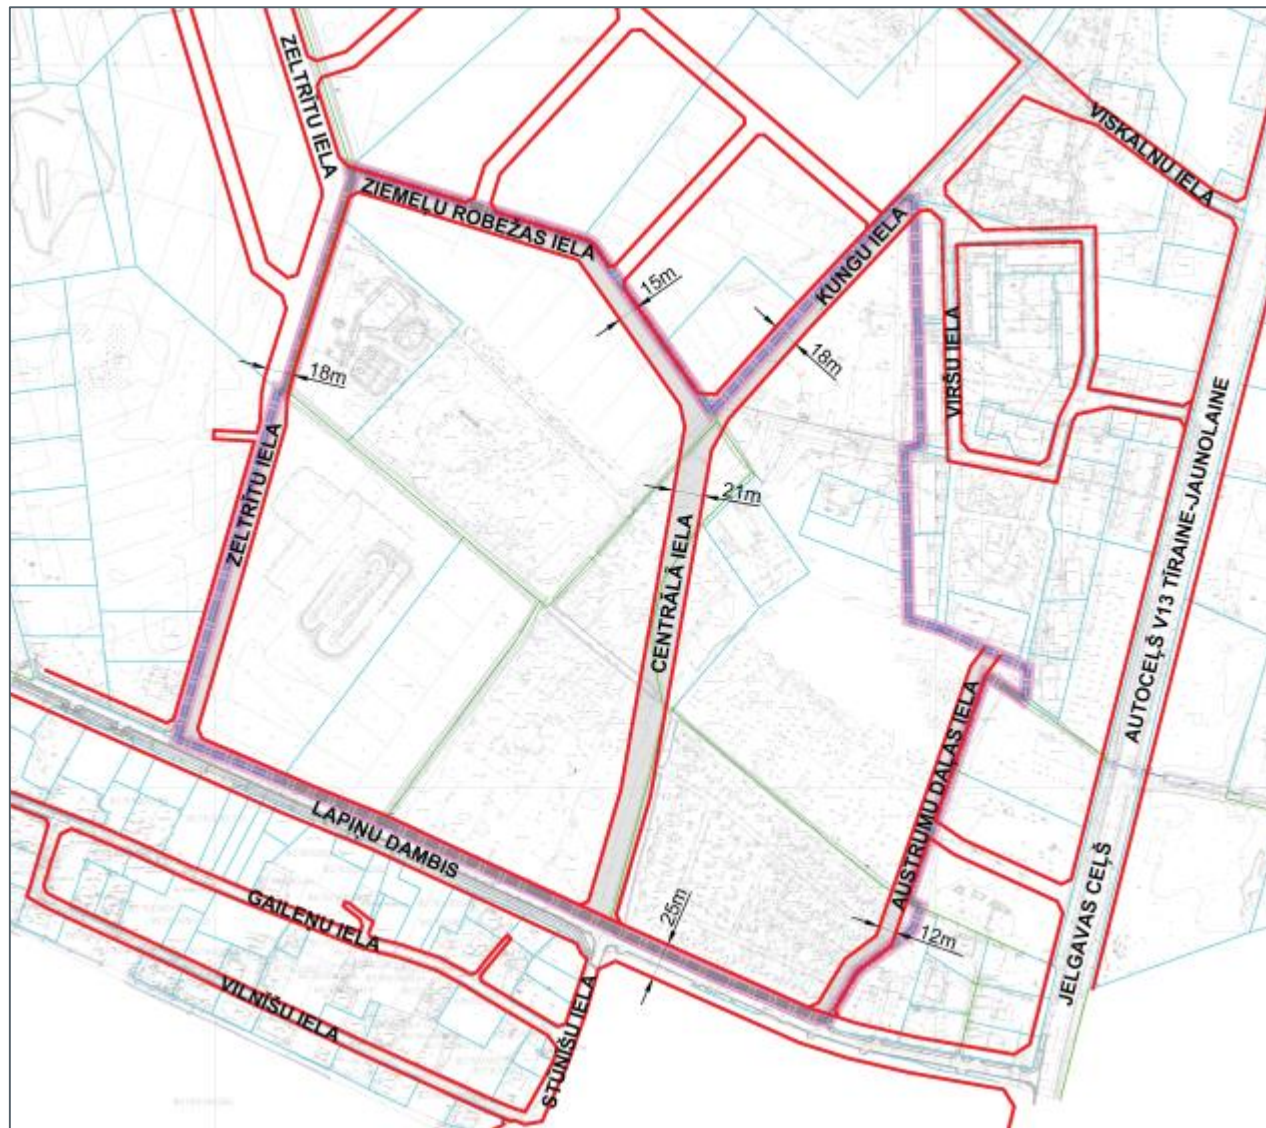 ZELTRĪTU IELA
VISKALNU IELA
ZIEMEĻU ROBEŽAS IELA
KUNGU IELA
15m
18m
18m
VIRŠU IELA
ZELTRĪTU IELA
21m
CENTRĀLĀ IELA
AUTOCEĻŠ V13 TĪRAINE-JAUNOLAINE
AUSTRUMU DAĻAS IELA
LAPIŅU DAMBIS
GAILEŅU IELA
25m
12m
JELGAVAS CEĻŠ
VILNĪŠU IELA
STŪNĪŠU IELA